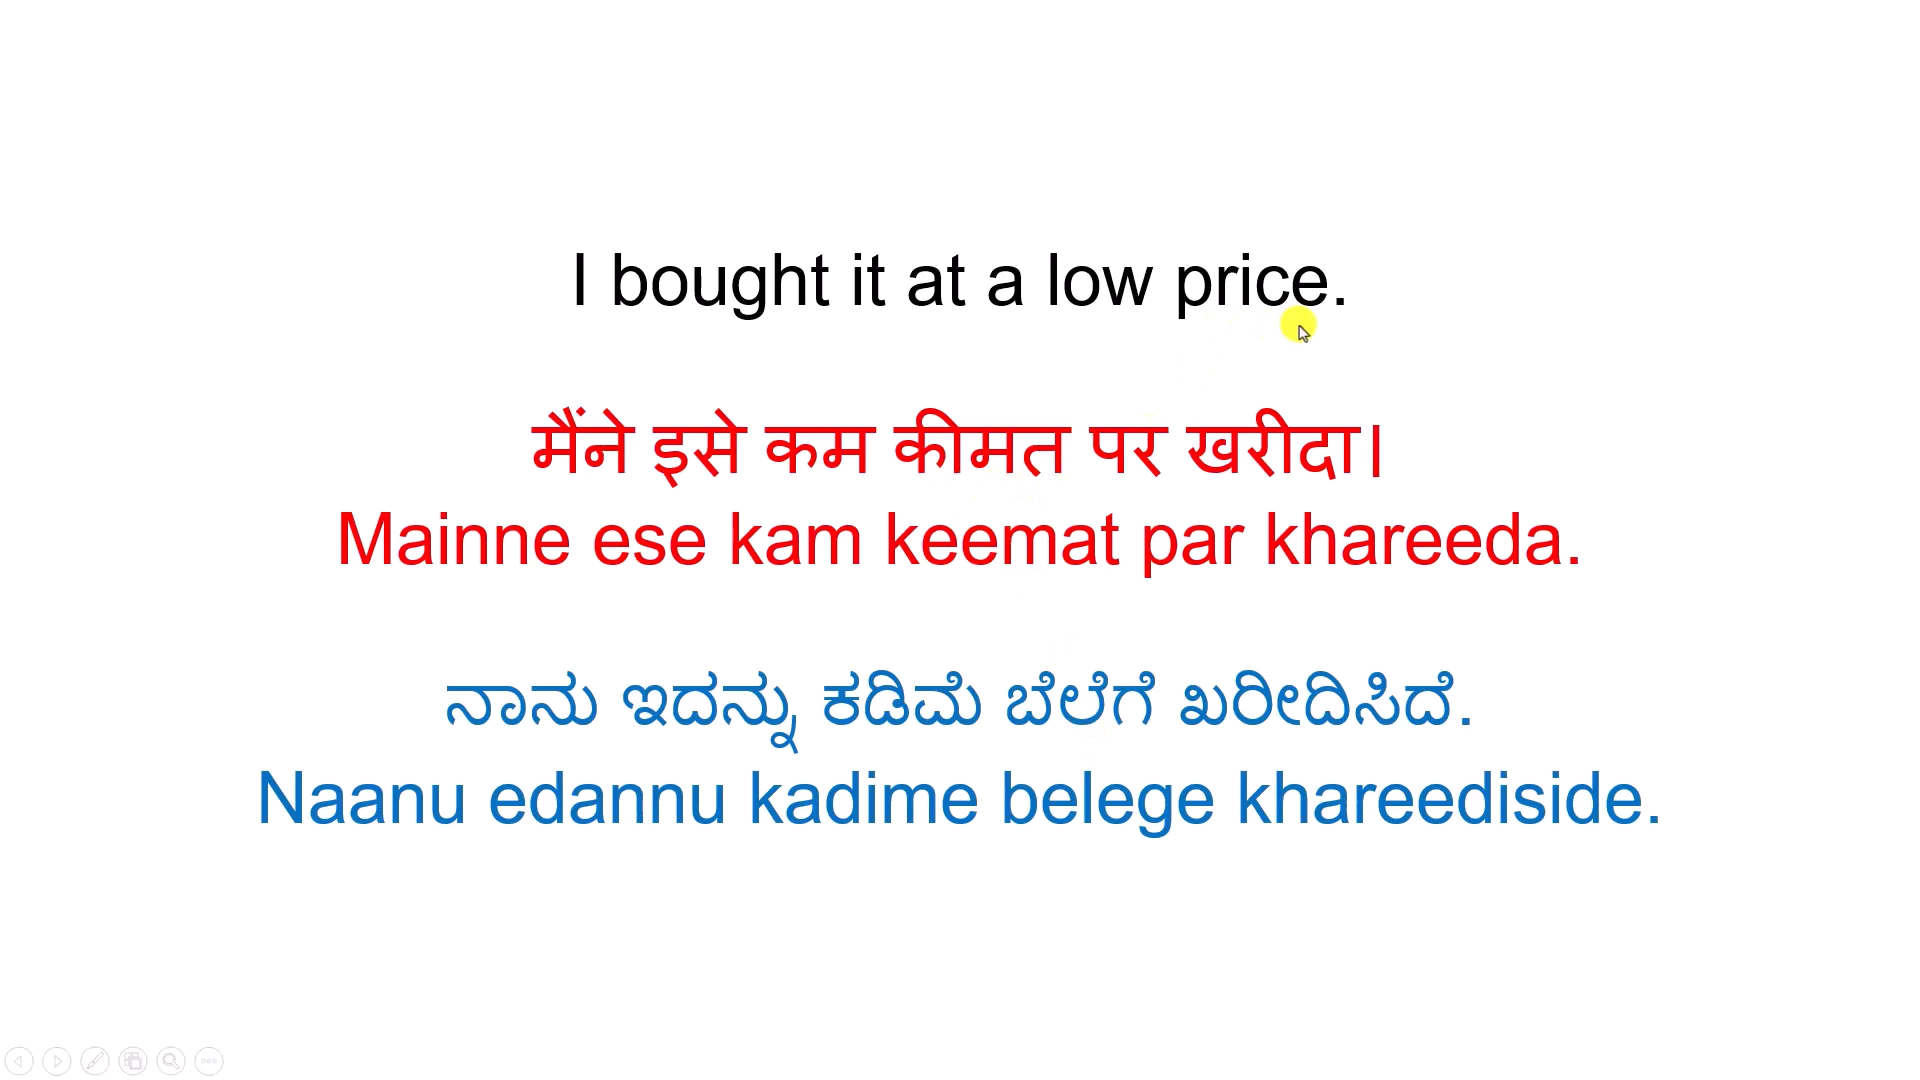 I bought it at a low price.
मैंने इसे कम कीमत पर खरीदा।
Mainne ese kam keemat par khareeda.
ನಾನು ಇದನ್ನು ಕಡಿಮೆ ಬೆಲೆಗೆ ಖರೀದಿಸಿದೆ.
Naanu edannu kadime belege khareediside.